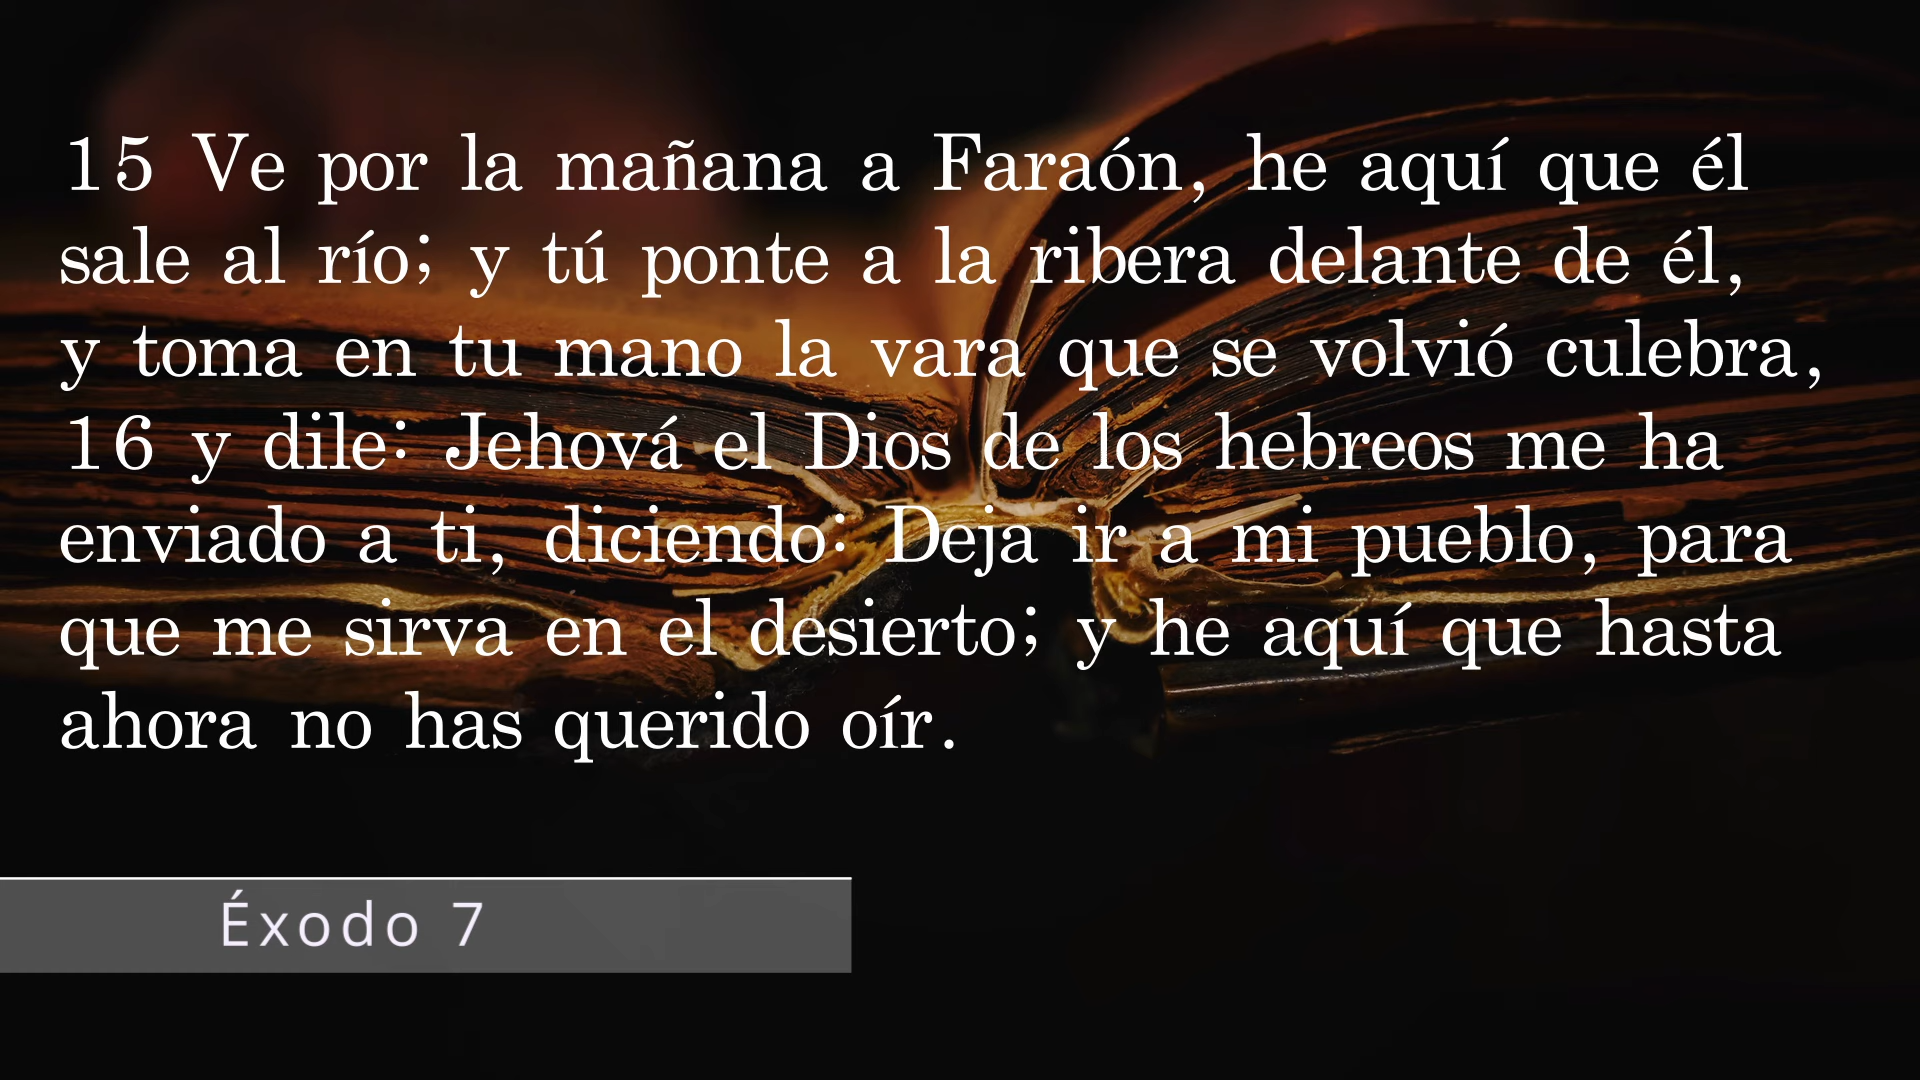 15 Ve por la mañana a Faraón, he aquí que él
sale al río; y tú ponte a la ribera delante de él,
y toma en tu mano la vara que se volvió culebra,
16 y dile: Jehová el Dios de los hebreos me ha
enviado a ti, diciendo: Deja ir a mi pueblo, para
que me sirva en el desierto; y he aquí que hasta
ahora no has querido oír.
Éxodo 7